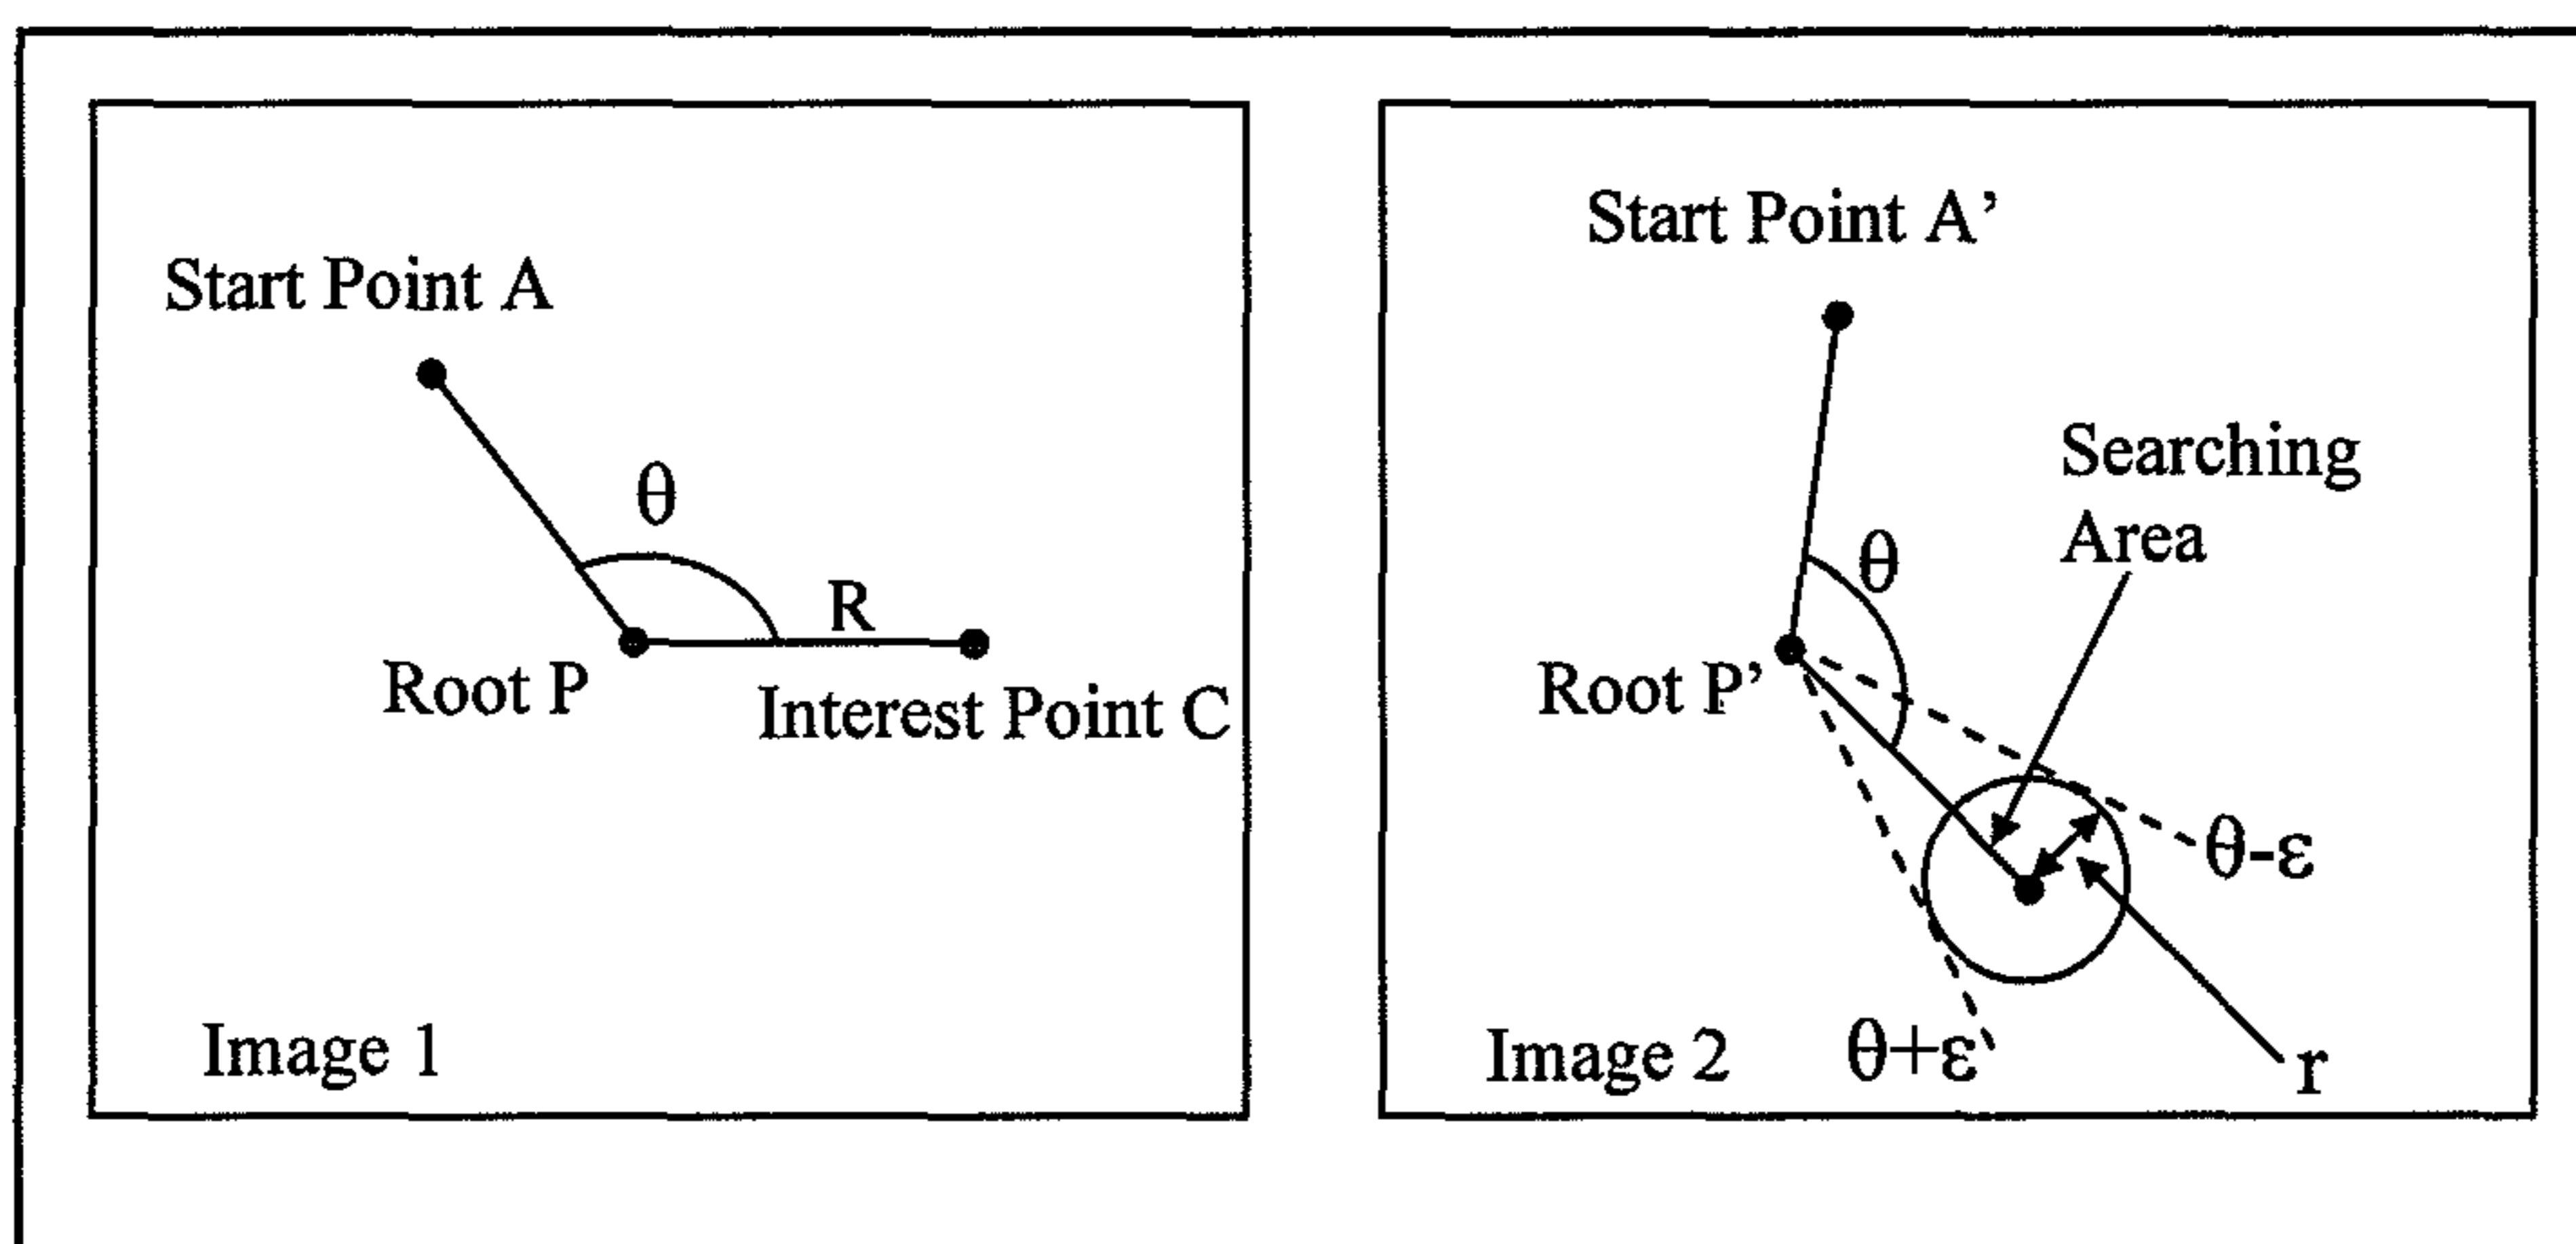 Start Point A
θ
R
Root P
Interest Point C
Image 1
Start Point A’
Searching
Area
θ
Root P’
θ-ε
Image 2
θ+ε
r